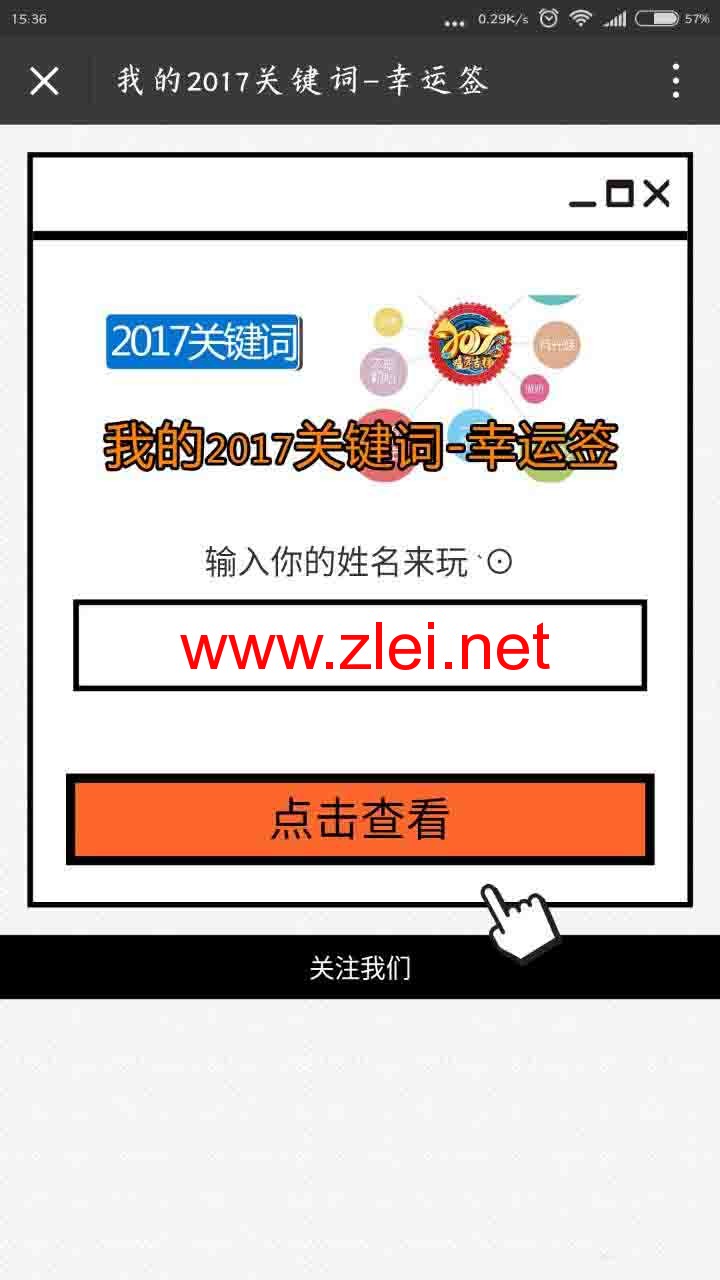 15:36
0.29K/s
57%
我的2017关键词-幸运签
2017关键词
2017
我的2017关键词-幸运签
输入你的姓名来玩 `⊙
www.zlei.net
点击查看
关注我们